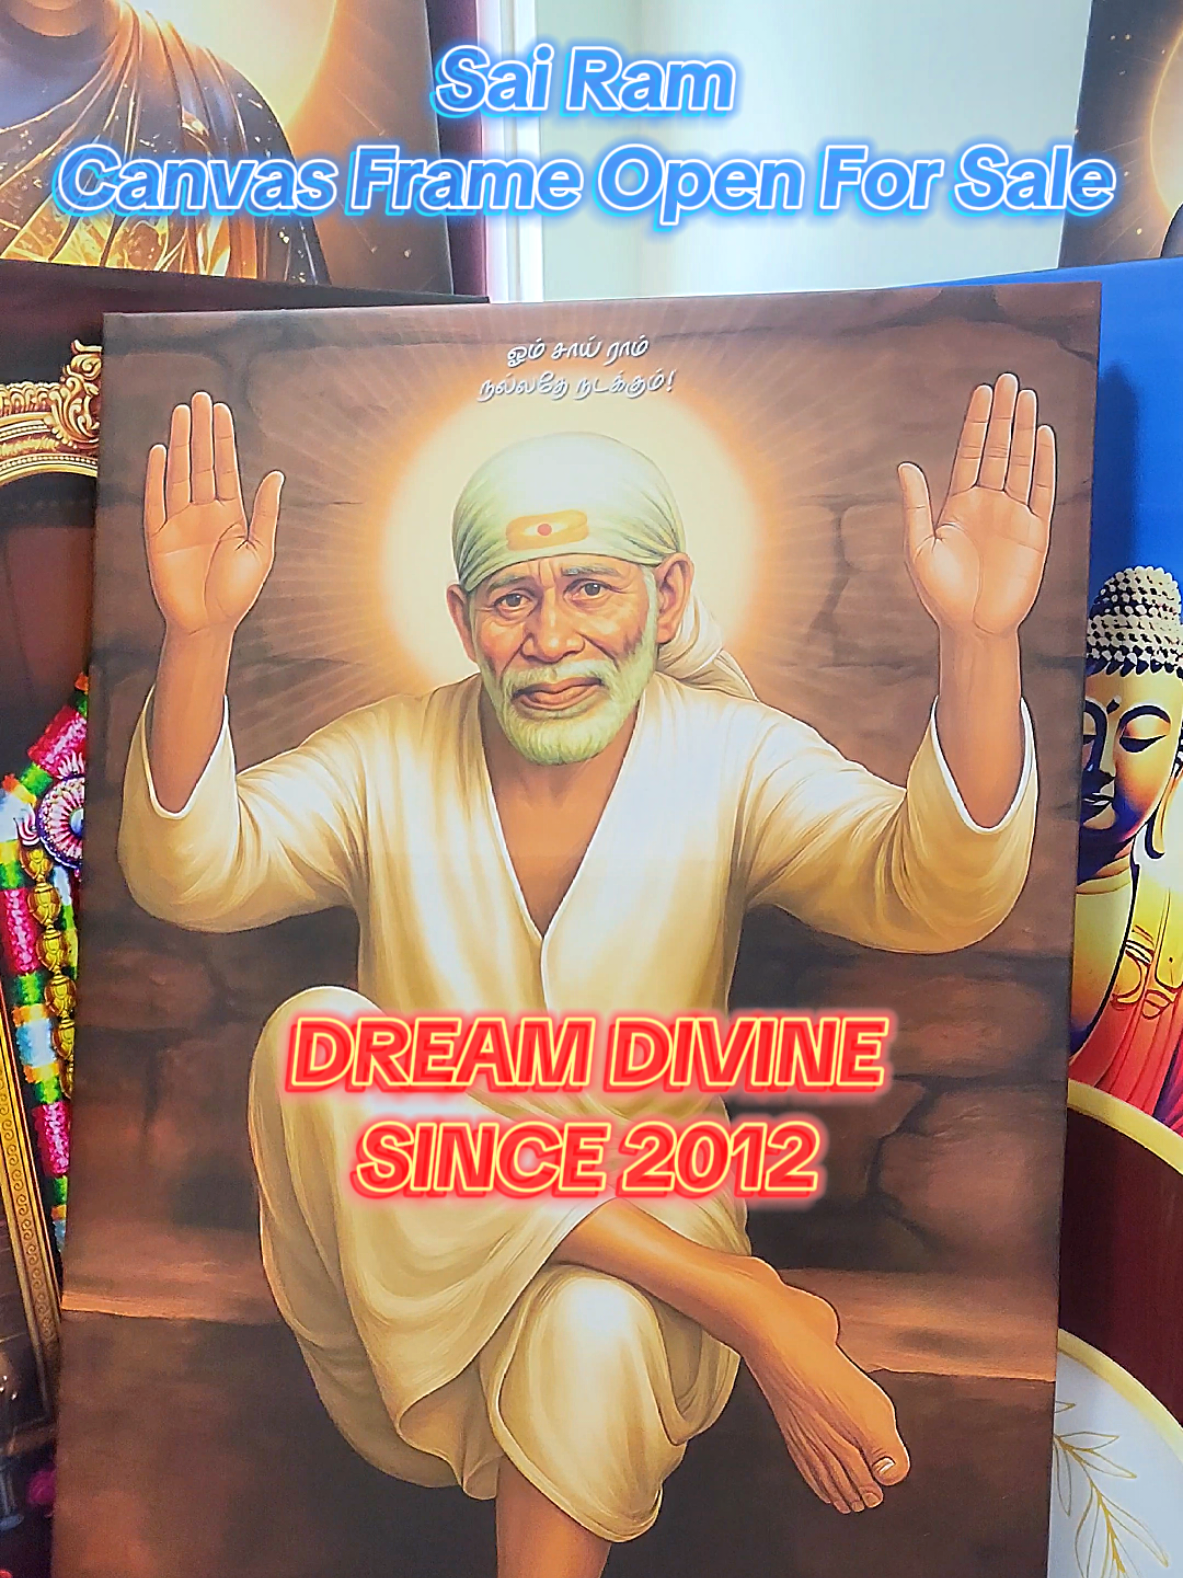 Sai Ram
Canvas Frame Open For Sale
ஓம் சாய் ராம்
நல்லதே நடக்கும்!
DREAM DIVINE
SINCE 2012